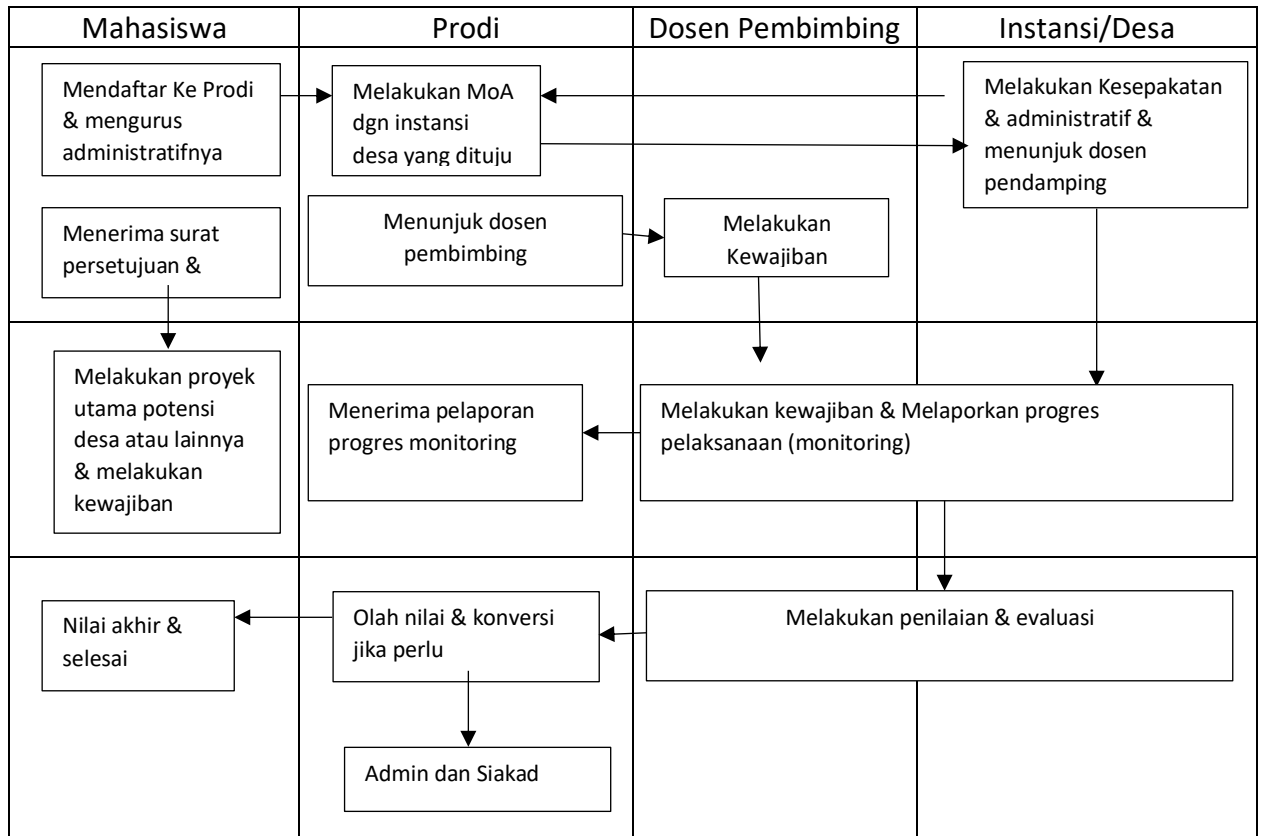 Mahasiswa
Prodi
Dosen Pembimbing
Instansi/Desa
Mendaftar Ke Prodi
& mengurus
administratifnya
Melakukan MoA
dgn instansi
desa yang dituju
Melakukan Kesepakatan
& administratif &
menunjuk dosen
pendamping
Menerima surat
persetujuan &
Menunjuk dosen
pembimbing
Melakukan
Kewajiban
Melakukan proyek
utama potensi
desa atau lainnya
& melakukan
kewajiban
Menerima pelaporan
progres monitoring
Melakukan kewajiban & Melaporkan progres
pelaksanaan (monitoring)
Nilai akhir &
selesai
Olah nilai & konversi
jika perlu
Melakukan penilaian & evaluasi
Admin dan Siakad